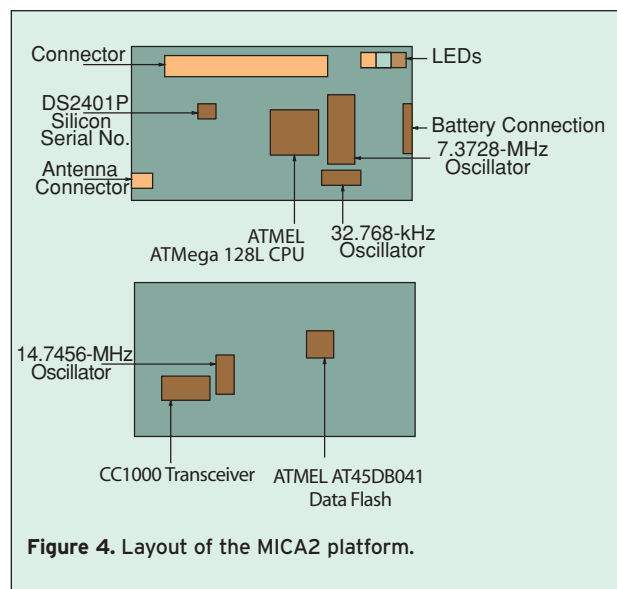 Connector
LEDs
DS2401P
Silicon
Serial No.
Battery Connection
7.3728-MHz
Oscillator
Antenna
Connector
ATMEL
ATMega 128L CPU
32.768-kHz
Oscillator
14.7456-MHz
Oscillator
CC1000 Transceiver
ATMEL AT45DB041
Data Flash
Figure 4. Layout of the MICA2 platform.